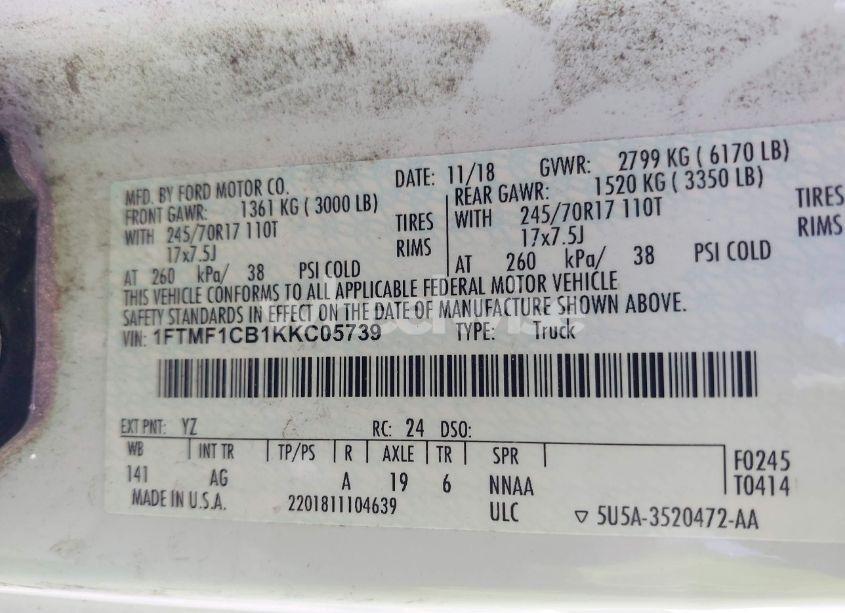 MFD. BY FORD MOTOR CO. DATE: 11/18 GVWR: 2799 KG ( 6170 LB)
FRONT GAWR: 1361 KG ( 3000 LB) REAR GAWR: 1520 KG ( 3350 LB)
WITH 245/70R17 110T TIRES WITH 245/70R17 110T TIRES
17x7.5J RIMS 17x7.5J RIMS
AT 260 kPa/ 38 PSI COLD AT 260 kPa/ 38 PSI COLD
THIS VEHICLE CONFORMS TO ALL APPLICABLE FEDERAL MOTOR VEHICLE
SAFETY STANDARDS IN EFFECT ON THE DATE OF MANUFACTURE SHOWN ABOVE.
VIN: 1FTMF1CB1KKC05739 TYPE: Truck
EXT PNT: YZ RC: 24 DSO:
WB INT TR TP/PS R AXLE TR SPR F0245
141 AG A 19 6 NNAA T0414
MADE IN U.S.A. 2201811104639 ULC 5U5A-3520472-AA